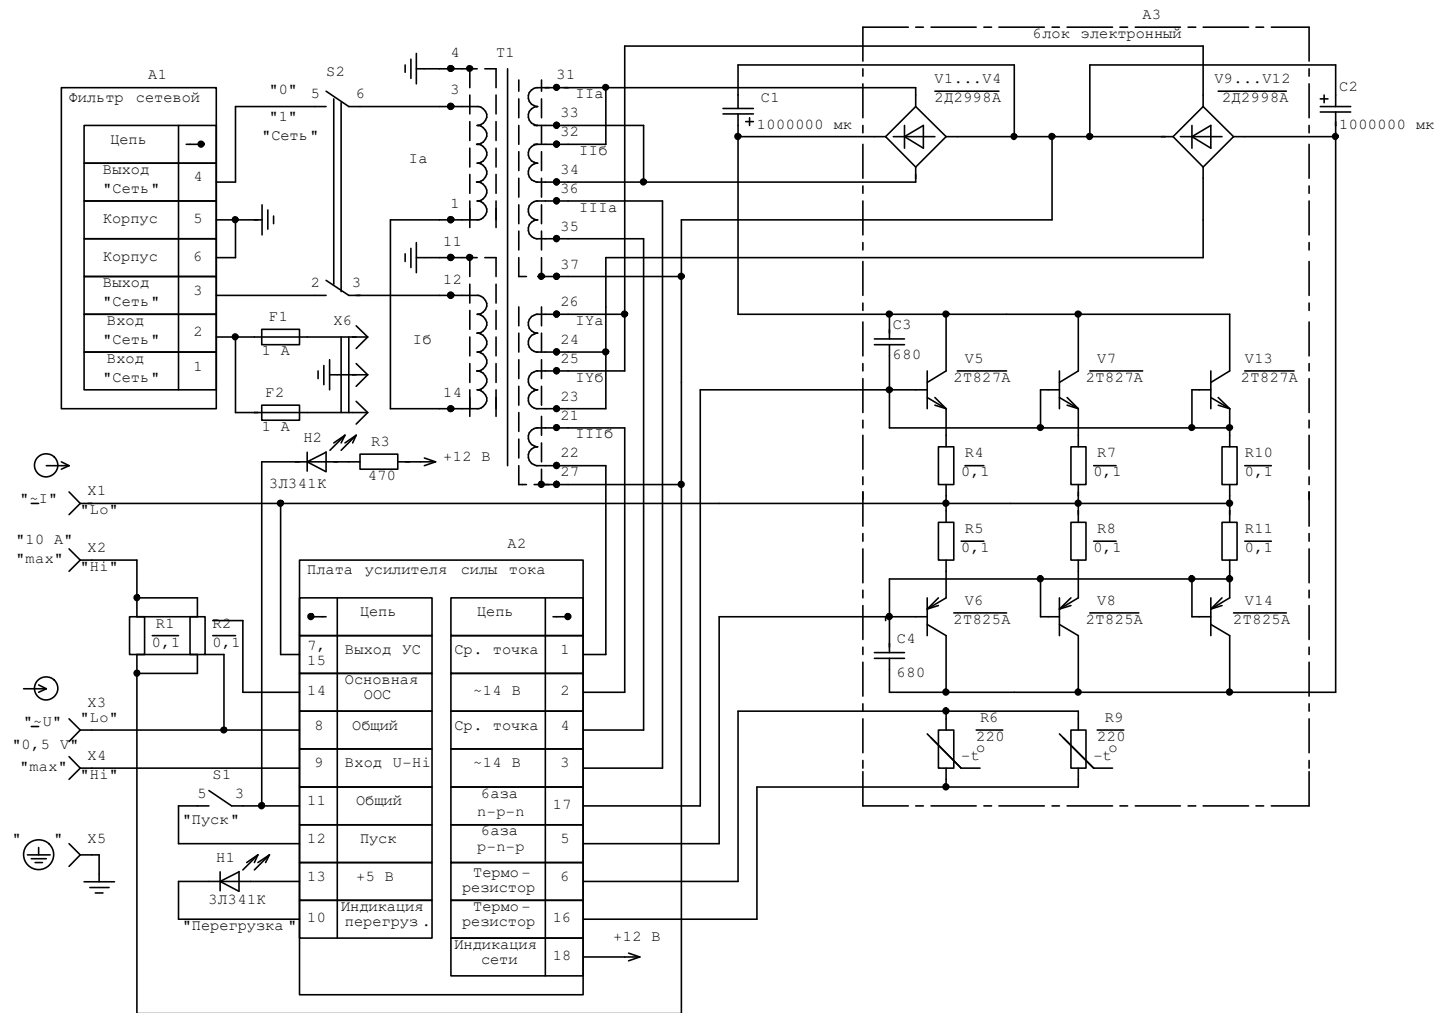 A1
Фильтр сетевой
Цепь
Выход
"Сеть"
4
Корпус
5
Корпус
6
Выход
"Сеть"
3
Вход
"Сеть"
2
Вход
"Сеть"
1
S2
"0"
5
6
"1"
"Сеть"
2
3
F1
1 А
F2
1 А
X6
T1
4
3
Iа
1
11
12
Iб
14
31
IIа
33
32
IIб
34
36
IIIа
35
37
26
IYа
24
25
IYб
23
21
IIIб
22
27
A3
блок электронный
C1
+
1000000 мк
V1...V4
2Д2998А
V9...V12
2Д2998А
C2
+
1000000 мк
C3
680
V5
2Т827А
V7
2Т827А
V13
2Т827А
R4
0,1
R7
0,1
R10
0,1
R5
0,1
R8
0,1
R11
0,1
V6
2Т825А
V8
2Т825А
V14
2Т825А
C4
680
R6
220
-t°
R9
220
-t°
H2
3Л341К
R3
470
+12 В
"~I"
X1
"Lo"
"10 A"
"max"
X2
"Hi"
R1
0,1
R2
0,1
"~U"
X3
"Lo"
"0,5 V"
"max"
X4
"Hi"
S1
5
3
"Пуск"
" "
X5
H1
3Л341К
"Перегрузка"
A2
Плата усилителя силы тока
Цепь
7,
15
Выход УС
14
Основная
ООС
8
Общий
9
Вход U-Hi
11
Общий
12
Пуск
13
+5 В
10
Индикация
перегруз.
Цепь
Ср. точка
1
~14 В
2
Ср. точка
4
~14 В
3
база
n-p-n
17
база
p-n-p
5
Термо-
резистор
6
Термо-
резистор
16
Индикация
сети
18
+12 В